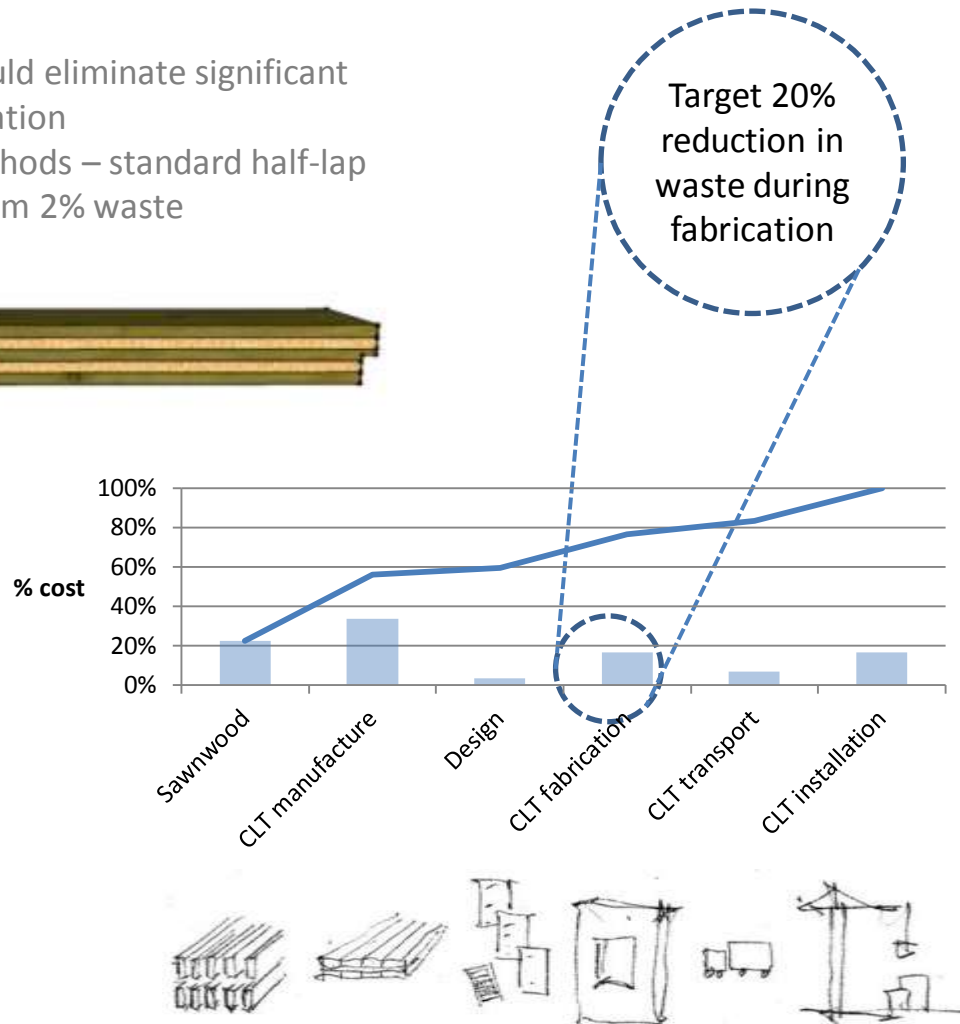 uld eliminate significant
ation
hods – standard half-lap
m 2% waste
Target 20%
reduction in
waste during
fabrication
100%
80%
60%
40%
20%
0%
% cost
Sawnwood
CLT manufacture
Design
CLT fabrication
CLT transport
CLT installation